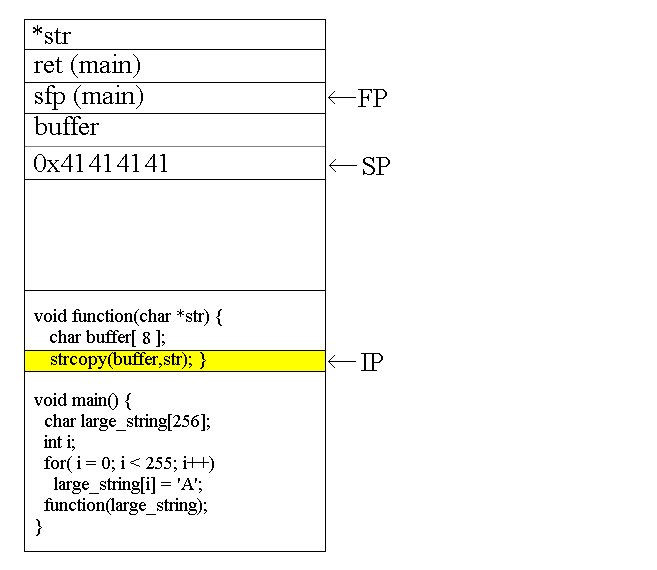 *str
ret (main)
sfp (main) ←FP
buffer
0x41414141 ←SP
void function(char *str) {
char buffer[ 8 ];
strcopy(buffer,str); } ←IP
void main() {
char large_string[256];
int i;
for( i = 0; i < 255; i++)
large_string[i] = 'A';
function(large_string);
}